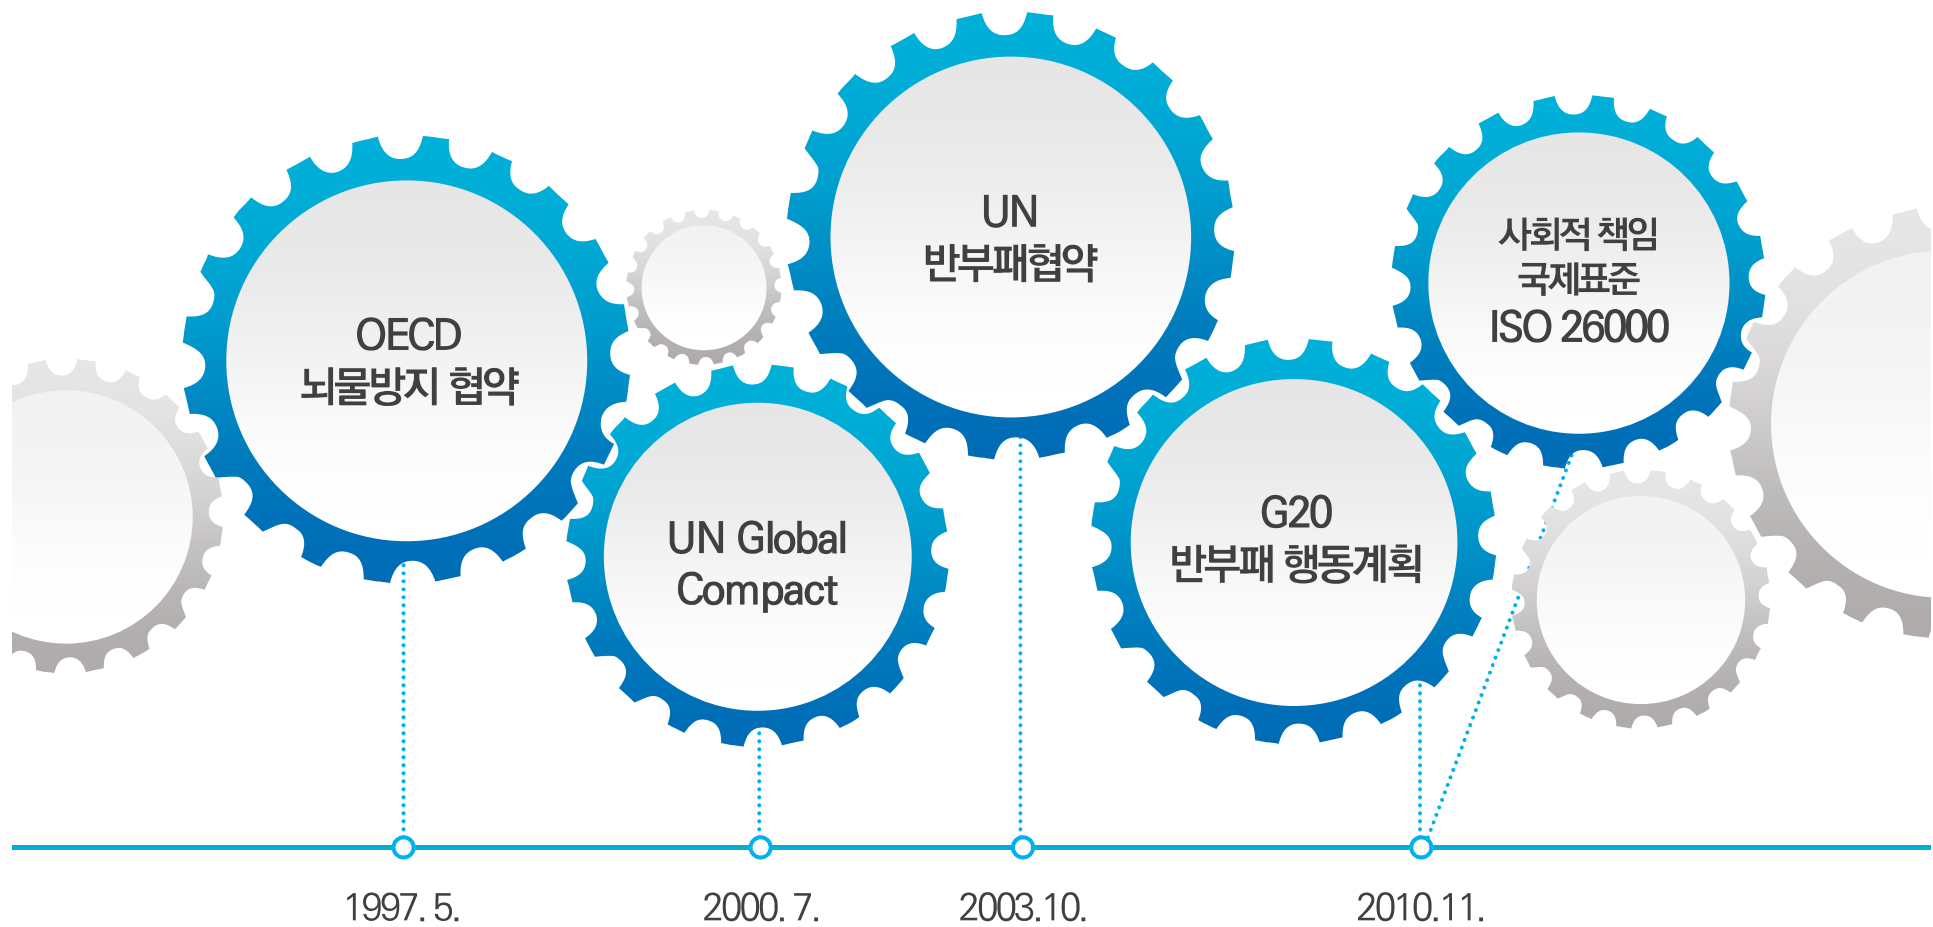 OECD
뇌물방지 협약
UN Global
Compact
UN
반부패협약
G20
반부패 행동계획
사회적 책임
국제표준
ISO 26000
1997. 5.
2000. 7.
2003.10.
2010.11.